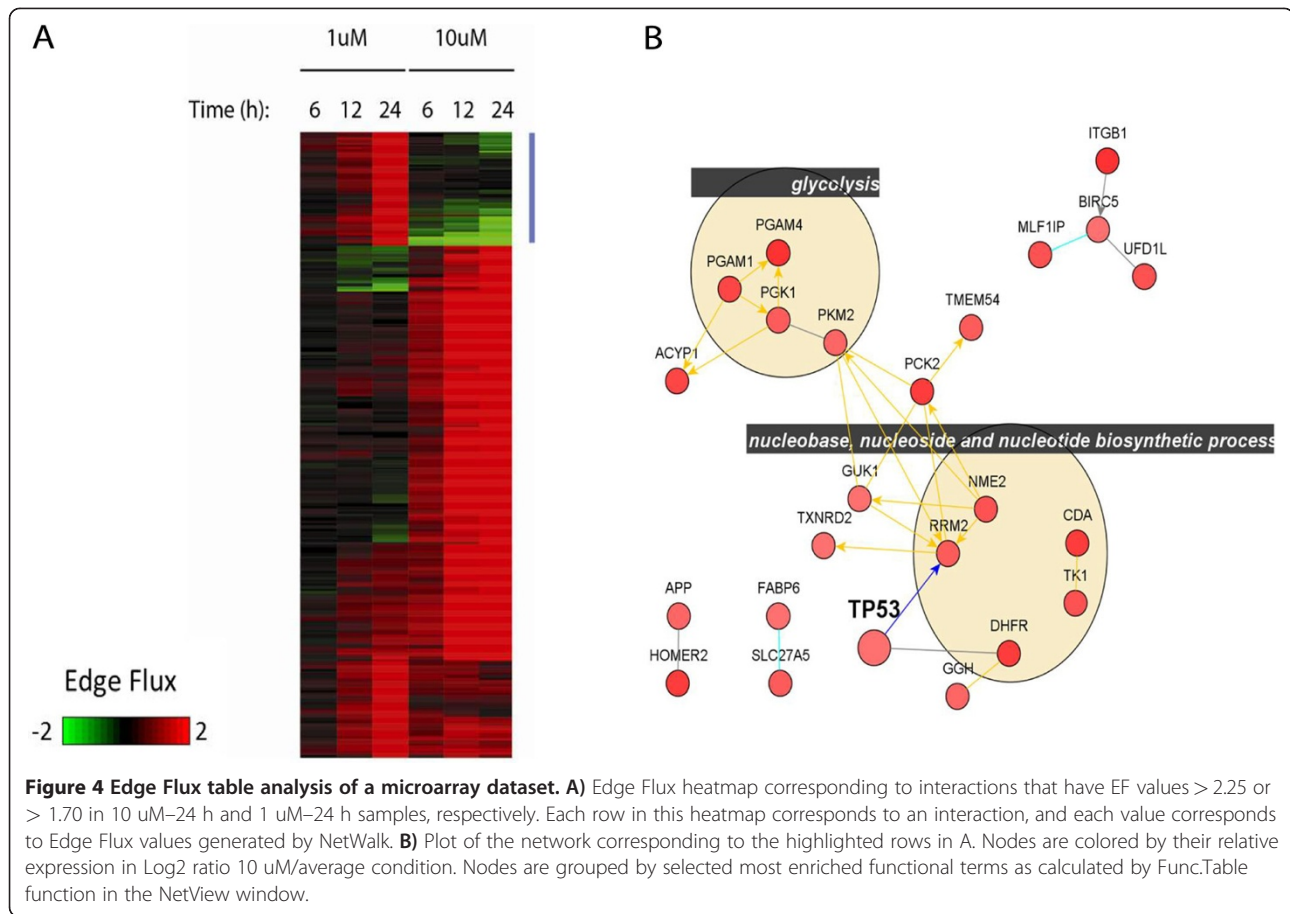 A
1uM 10uM
Time (h): 6 12 24 6 12 24
Edge Flux
-2 2
B
ITGB1
glycolysis
BIRC5
MLF1IP
UFD1L
PGAM4
PGAM1
PGK1
TMEM54
PKM2
ACYP1
PCK2
nucleobase, nucleoside and nucleotide biosynthetic process
GUK1
NME2
CDA
TXNRD2
RRM2
TK1
APP
FABP6
TP53
DHFR
HOMER2
SLC27A5
GGH
Figure 4 Edge Flux table analysis of a microarray dataset. A) Edge Flux heatmap corresponding to interactions that have EF values > 2.25 or
> 1.70 in 10 uM–24 h and 1 uM–24 h samples, respectively. Each row in this heatmap corresponds to an interaction, and each value corresponds
to Edge Flux values generated by NetWalk. B) Plot of the network corresponding to the highlighted rows in A. Nodes are colored by their relative
expression in Log2 ratio 10 uM/average condition. Nodes are grouped by selected most enriched functional terms as calculated by Func.Table
function in the NetView window.